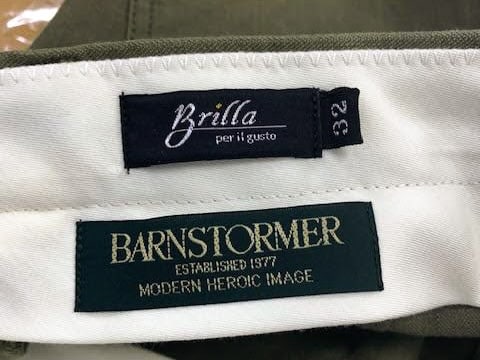 Brilla
per il gusto
32
BARNSTORMER
ESTABLISHED 1977
MODERN HEROIC IMAGE